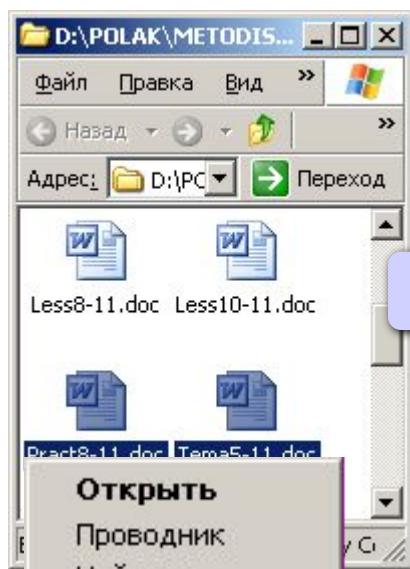 D:\POLAK\METODIS...
Файл Правка Вид »
Назад »
Адрес: D:\PC Переход
Less8-11.doc Less10-11.doc
Pract8-11.doc Tema5-11.doc
Открыть
Проводник